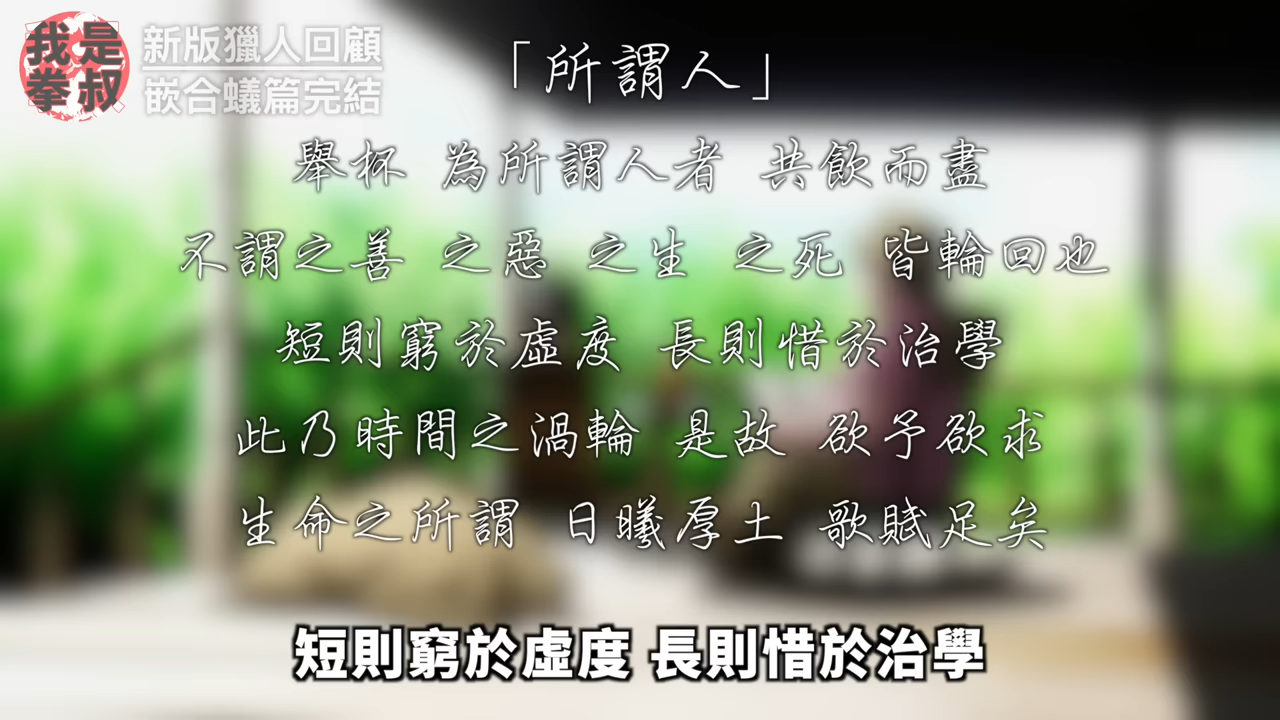 我是
拳叔
新版獵人回顧
嵌合蟻篇完結
「所謂人」
舉杯 為所謂人者 共飲而盡
不謂之善 之惡 之生 之死 皆輪回也
短則窮於虛度 長則惜於治學
此乃時間之渦輪 是故 欲予欲求
生命之所謂 日曦厚土 歌賦足矣
短則窮於虛度 長則惜於治學